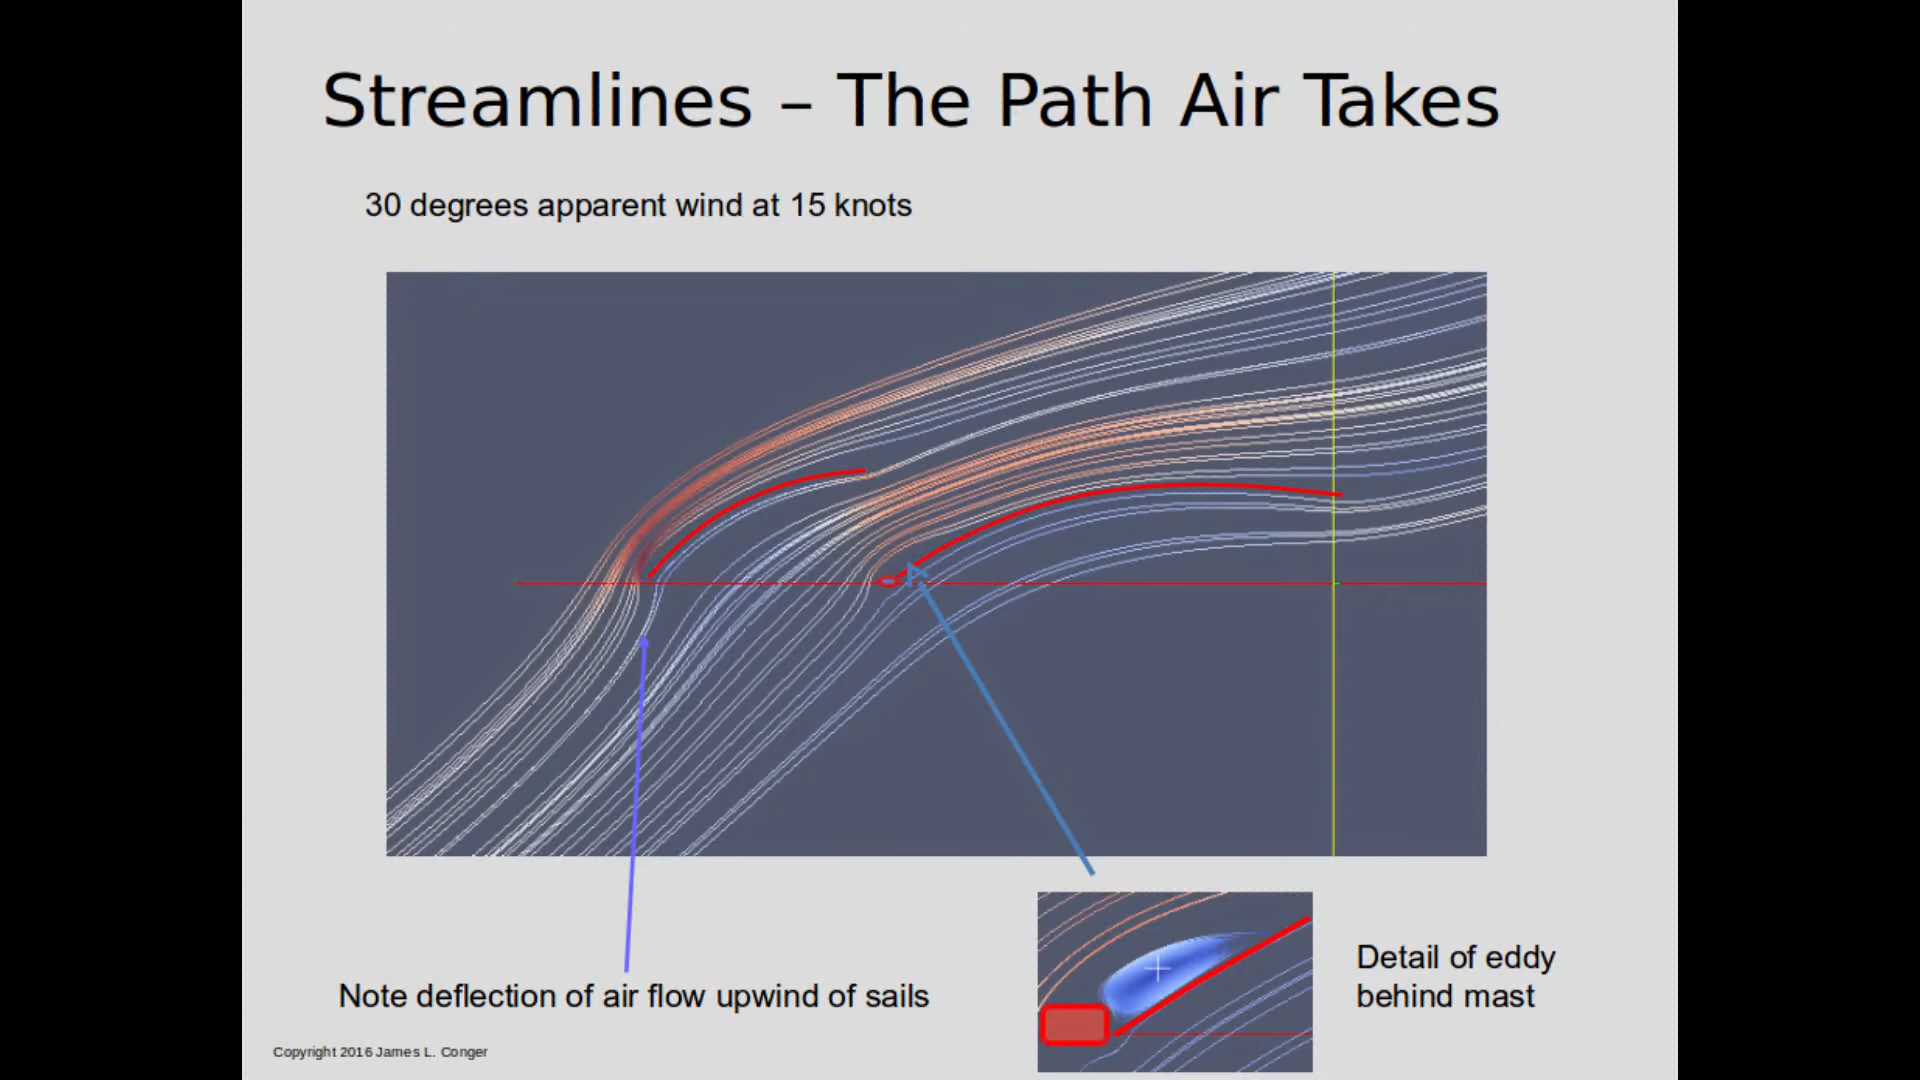 Streamlines – The Path Air Takes
30 degrees apparent wind at 15 knots
Note deflection of air flow upwind of sails
Detail of eddy
behind mast
Copyright 2016 James L. Conger